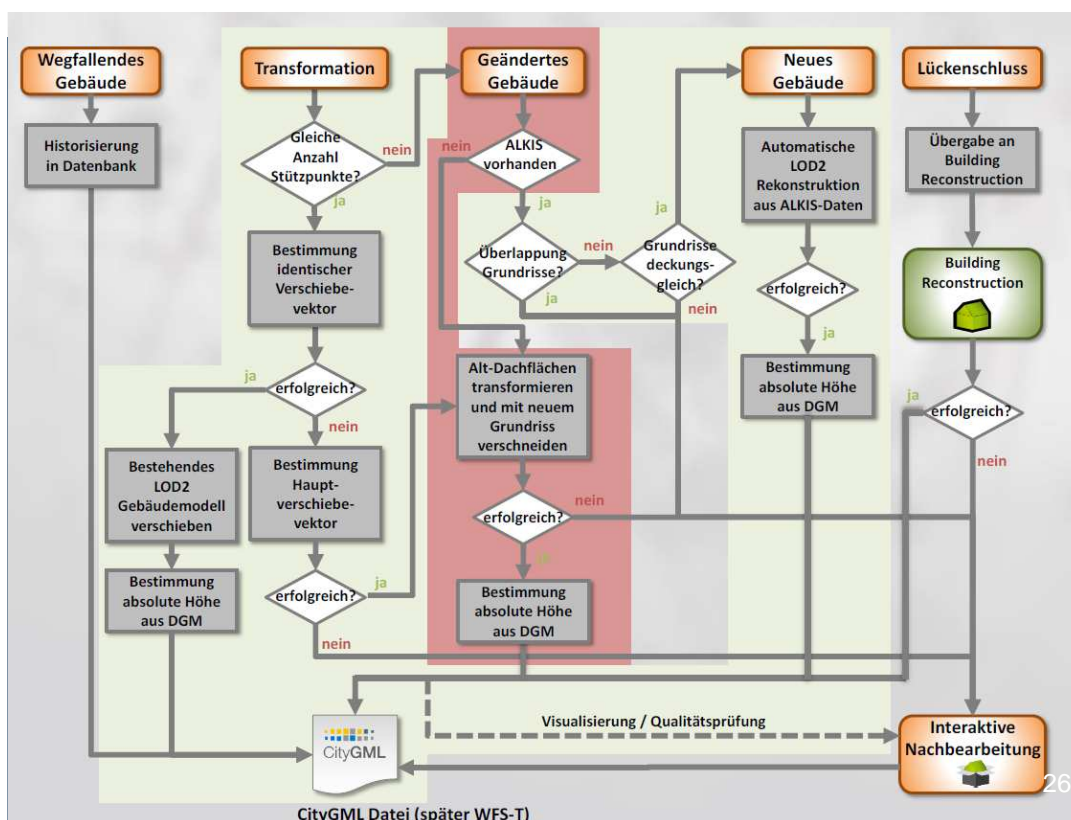 Wegfallendes
Gebäude
Historisierung
in Datenbank
Transformation
Gleiche
Anzahl
Stützpunkte?
nein
ja
Bestimmung
identischer
Verschiebe-
vektor
erfolgreich?
ja
nein
Bestehendes
LOD2
Gebäudemodell
verschieben
Bestimmung
absolute Höhe
aus DGM
Bestimmung
Haupt-
verschiebe-
vektor
erfolgreich?
ja
nein
Geändertes
Gebäude
ALKIS
vorhanden
nein
ja
Überlappung
Grundrisse?
nein
ja
Grundrisse
deckungs-
gleich?
ja
nein
Alt-Dachflächen
transformieren
und mit neuem
Grundriss
verschneiden
erfolgreich?
nein
ja
Bestimmung
absolute Höhe
aus DGM
Neues
Gebäude
Automatische
LOD2
Rekonstruktion
aus ALKIS-Daten
erfolgreich?
ja
Bestimmung
absolute Höhe
aus DGM
Lückenschluss
Übergabe an
Building
Reconstruction
Building
Reconstruction
erfolgreich?
ja
nein
Visualisierung / Qualitätsprüfung
Interaktive
Nachbearbeitung
26
CityGML
CityGML Datei (später WFS-T)